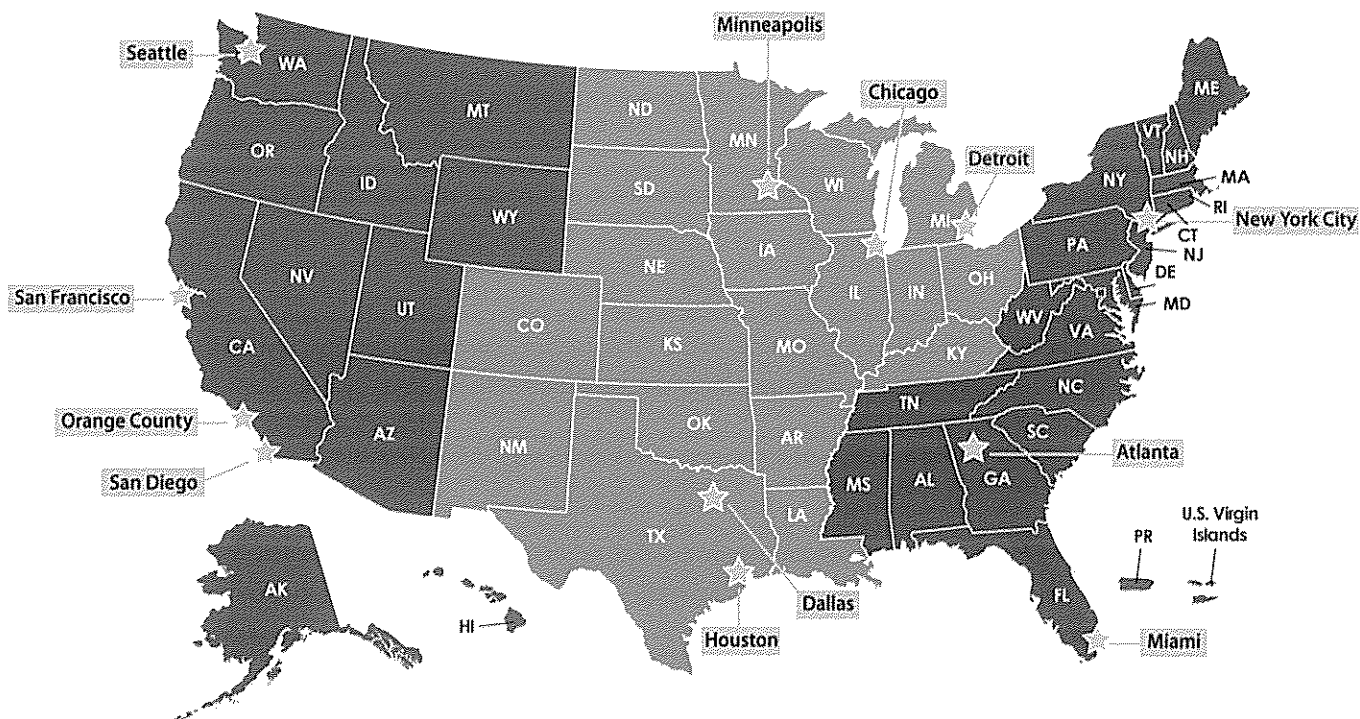 Minneapolis
Seattle
WA
Chicago
ME
MT
ND
VT
MN
OR
NH
Detroit
ID
SD
WI
NY
MA
WY
MI
RI
New York City
CT
IA
PA
NJ
NE
DE
NV
OH
San Francisco
IL
IN
MD
UT
WV
CO
VA
CA
KS
MO
KY
NC
TN
Orange County
OK
AZ
AR
SC
NM
Atlanta
San Diego
MS
AL
GA
LA
U.S. Virgin
Islands
TX
PR
AK
FL
Dallas
HI
Houston
Miami